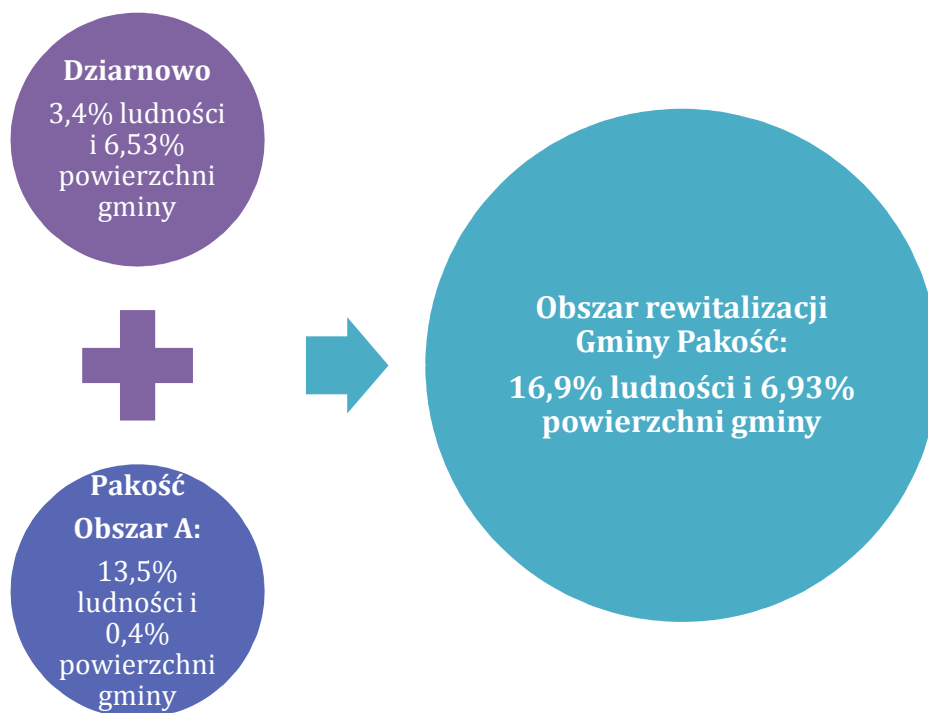 Dziarnowo
3,4% ludności
i 6,53%
powierzchni
gminy
Pakość
Obszar A:
13,5%
ludności i
0,4%
powierzchni
gminy
Obszar rewitalizacji
Gminy Pakość:
16,9% ludności i 6,93%
powierzchni gminy